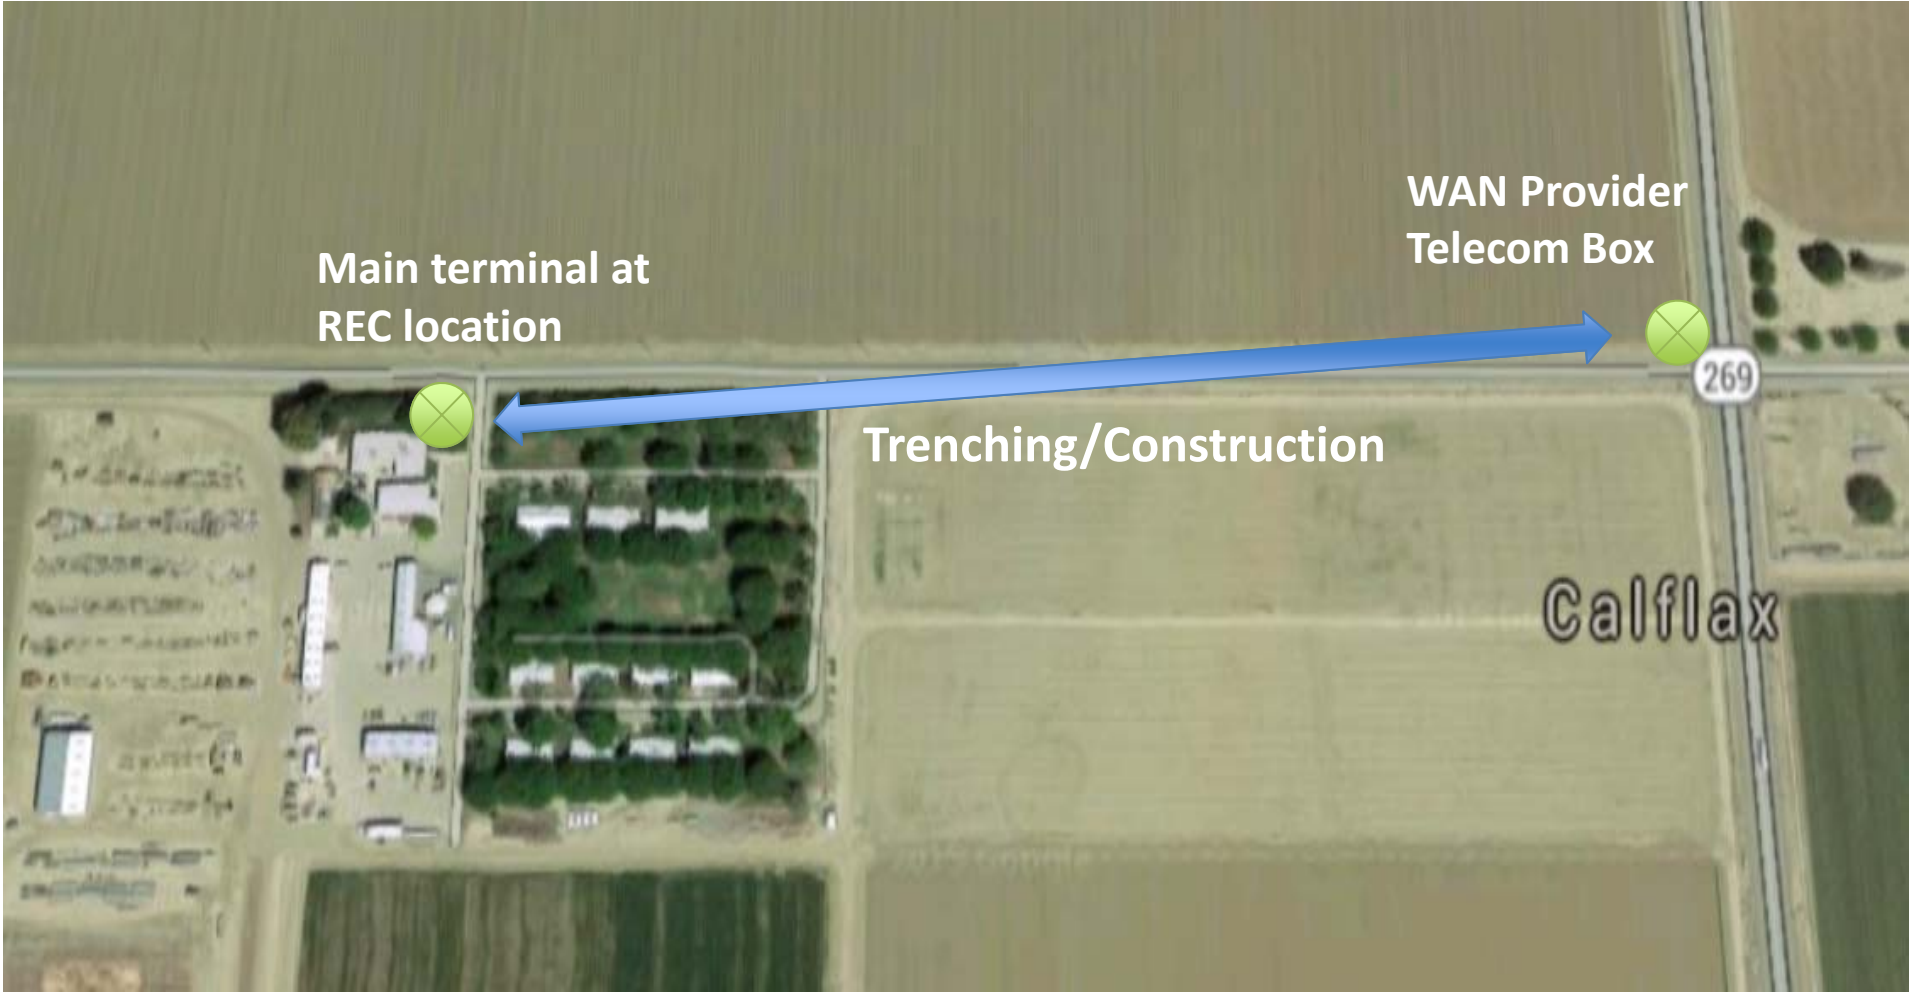 WAN Provider
Telecom Box
Main terminal at
REC location
269
Trenching/Construction
Calflax